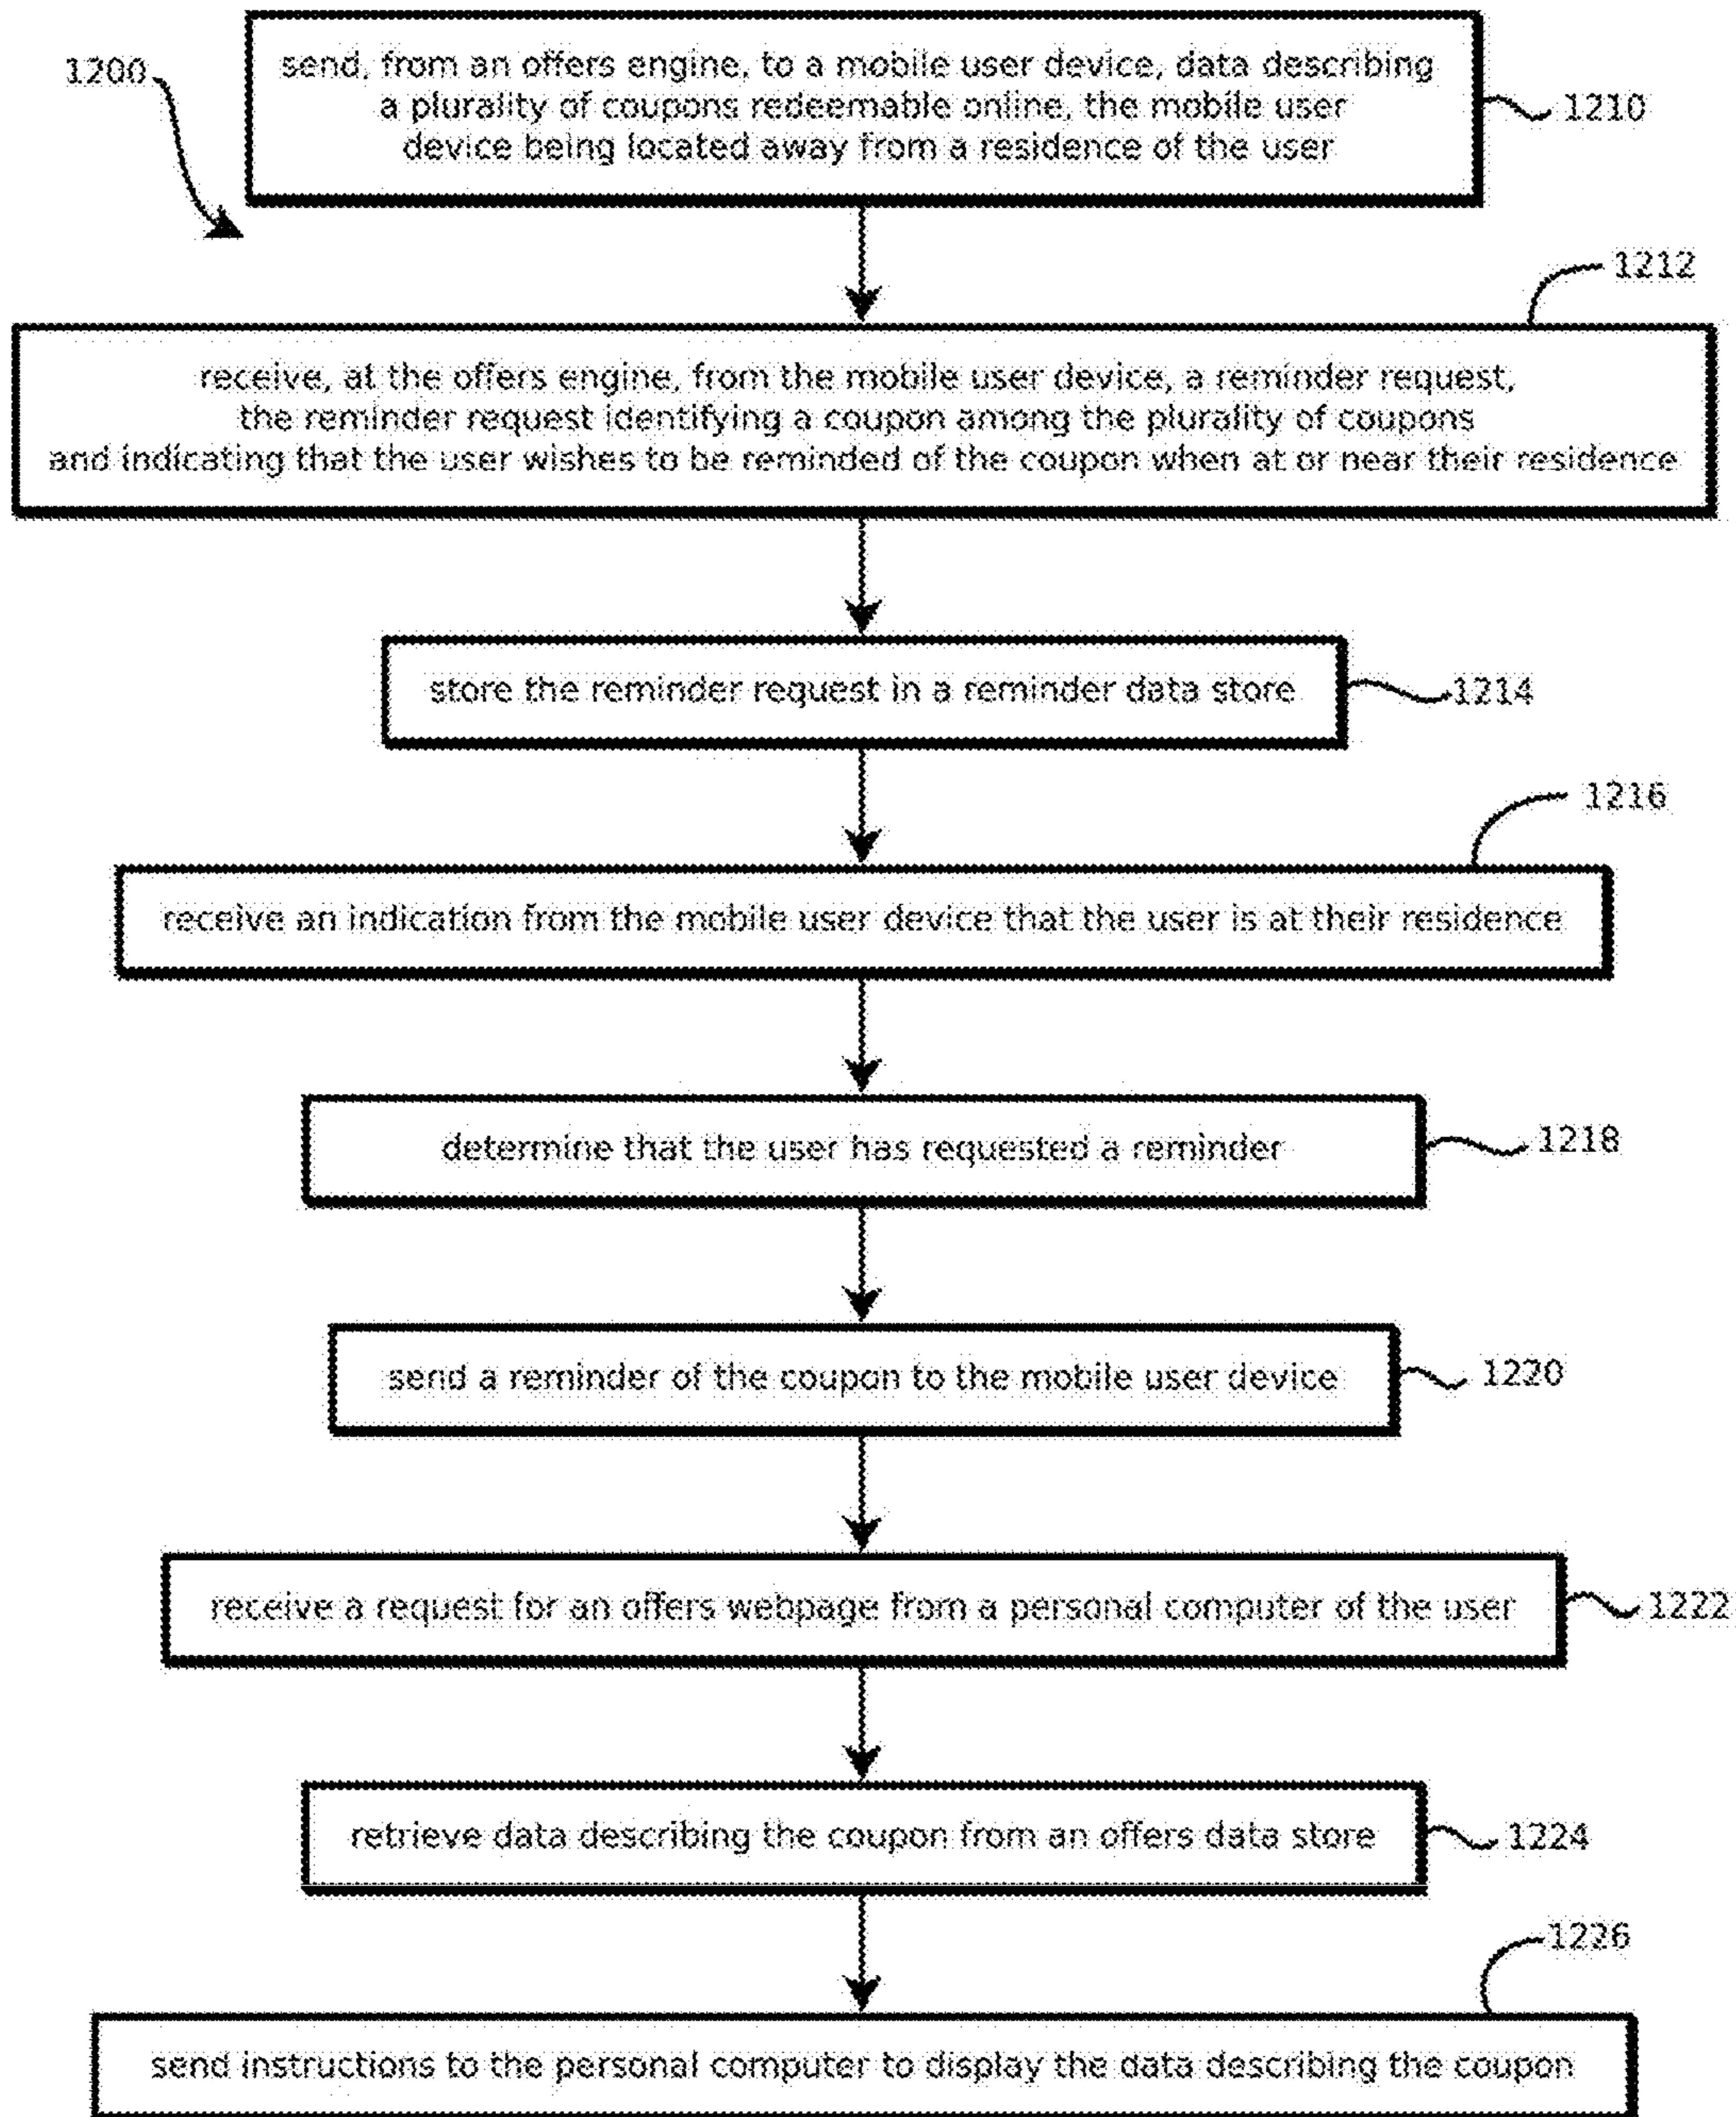 1200
send, from an offers engine, to a mobile user device, data describing
a plurality of coupons redeemable online, the mobile user
device being located away from a residence of the user
1210
1212
receive, at the offers engine, from the mobile user device, a reminder request,
the reminder request identifying a coupon among the plurality of coupons
and indicating that the user wishes to be reminded of the coupon when at or near their residence
store the reminder request in a reminder data store
1214
1216
receive an indication from the mobile user device that the user is at their residence
determine that the user has requested a reminder
1218
send a reminder of the coupon to the mobile user device
1220
receive a request for an offers webpage from a personal computer of the user
1222
retrieve data describing the coupon from an offers data store
1224
1226
send instructions to the personal computer to display the data describing the coupon